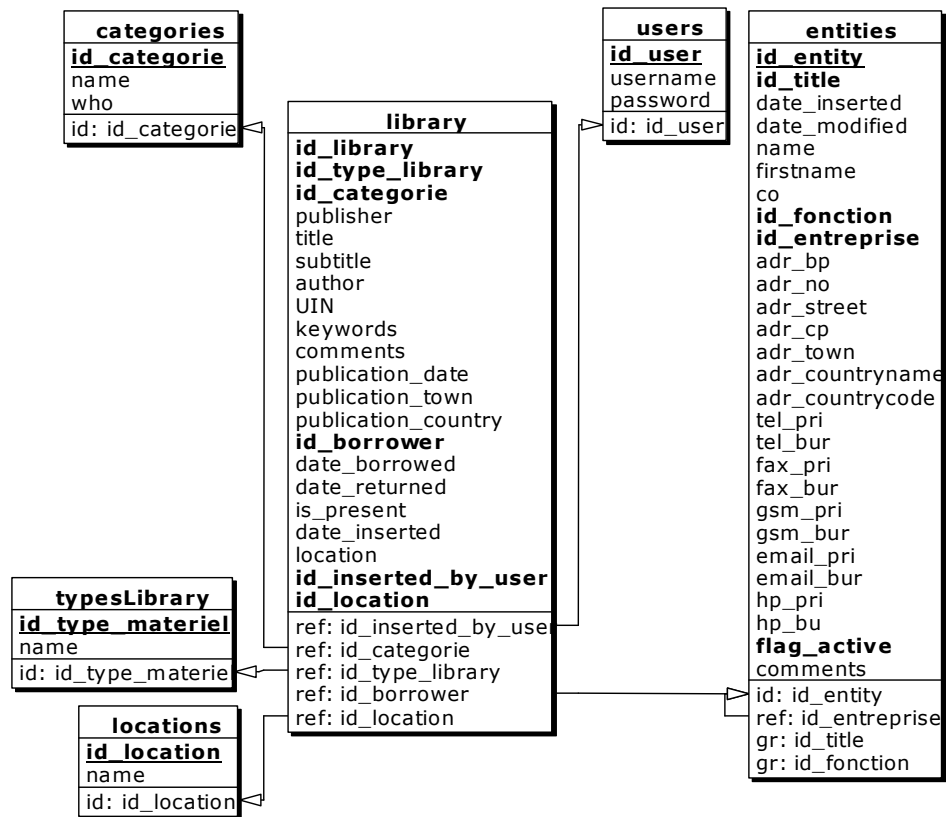 categories
id_categorie
name
who
id: id_categorie
users
id_user
username
password
id: id_user
entities
id_entity
id_title
date_inserted
date_modified
name
firstname
co
id_fonction
id_entreprise
adr_bp
adr_no
adr_street
adr_cp
adr_town
adr_countryname
adr_countrycode
tel_pri
tel_bur
fax_pri
fax_bur
gsm_pri
gsm_bur
email_pri
email_bur
hp_pri
hp_bu
flag_active
comments
id: id_entity
ref: id_entreprise
gr: id_title
gr: id_fonction
library
id_library
id_type_library
id_categorie
publisher
title
subtitle
author
UIN
keywords
comments
publication_date
publication_town
publication_country
id_borrower
date_borrowed
date_returned
is_present
date_inserted
location
id_inserted_by_user
id_location
ref: id_inserted_by_user
ref: id_categorie
ref: id_type_library
ref: id_borrower
ref: id_location
typesLibrary
id_type_materiel
name
id: id_type_materiel
locations
id_location
name
id: id_location